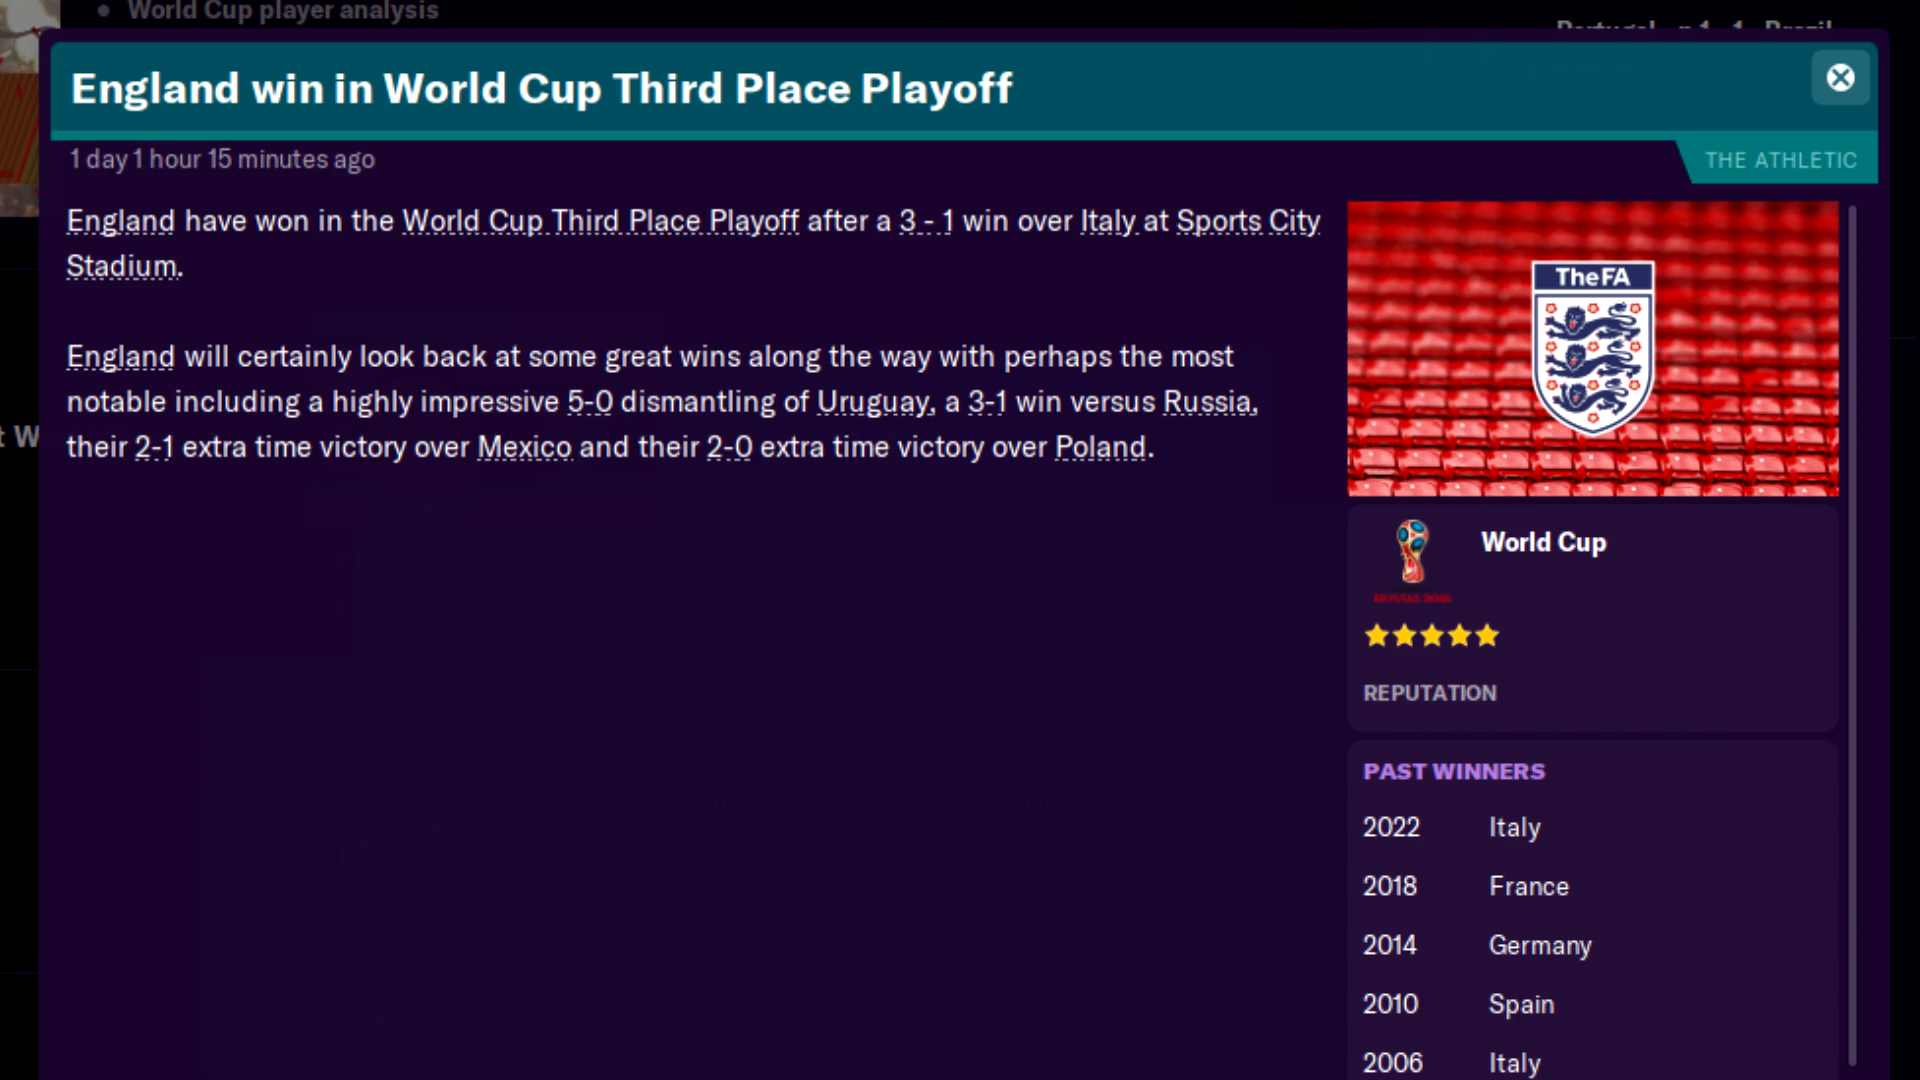 World Cup player analysis
England win in World Cup Third Place Playoff
1 day 1 hour 15 minutes ago
THE ATHLETIC
England have won in the World Cup Third Place Playoff after a 3 - 1 win over Italy at Sports City
Stadium.
England will certainly look back at some great wins along the way with perhaps the most
notable including a highly impressive 5-0 dismantling of Uruguay, a 3-1 win versus Russia,
their 2-1 extra time victory over Mexico and their 2-0 extra time victory over Poland.
The FA
World Cup
REPUTATION
PAST WINNERS
2022 Italy
2018 France
2014 Germany
2010 Spain
2006 Italy